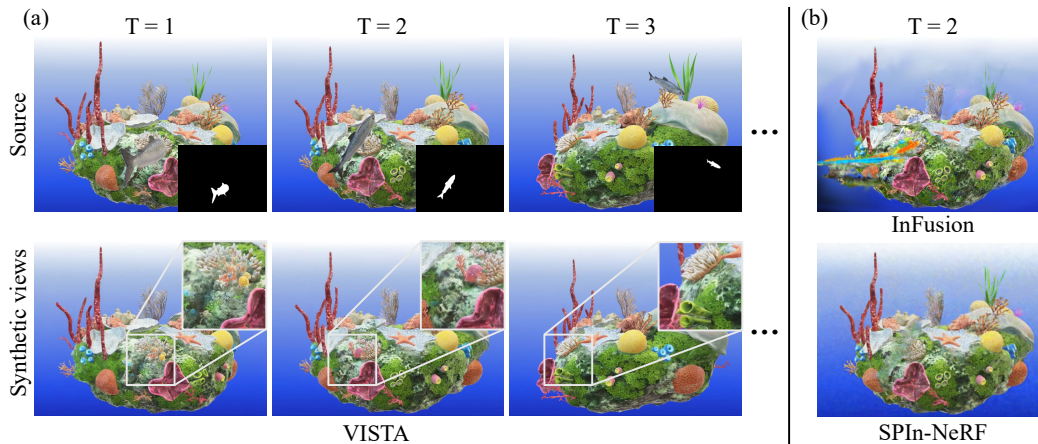 (a)
T = 1
T = 2
T = 3
Source
...
Synthetic views
...
VISTA
(b)
T = 2
InFusion
SPIn-NeRF